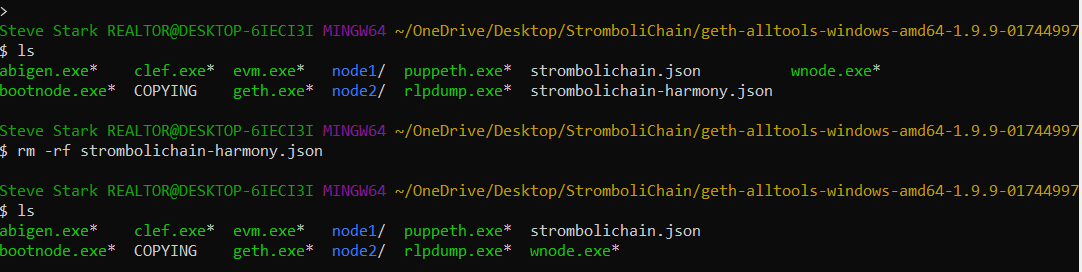 >
Steve Stark REALTOR@DESKTOP-6IECI3I MINGW64 ~/OneDrive/Desktop/StromboliChain/geth-alltools-windows-amd64-1.9.9-01744997
$ ls
abigen.exe* clef.exe* evm.exe* node1/ puppeth.exe* strombolichain.json wnode.exe*
bootnode.exe* COPYING geth.exe* node2/ rlpdump.exe* strombolichain-harmony.json
Steve Stark REALTOR@DESKTOP-6IECI3I MINGW64 ~/OneDrive/Desktop/StromboliChain/geth-alltools-windows-amd64-1.9.9-01744997
$ rm -rf strombolichain-harmony.json
Steve Stark REALTOR@DESKTOP-6IECI3I MINGW64 ~/OneDrive/Desktop/StromboliChain/geth-alltools-windows-amd64-1.9.9-01744997
$ ls
abigen.exe* clef.exe* evm.exe* node1/ puppeth.exe* strombolichain.json
bootnode.exe* COPYING geth.exe* node2/ rlpdump.exe* wnode.exe*